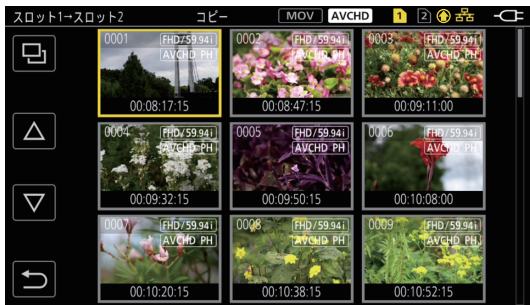 スロット1→スロット2 コピー MOV AVCHD 1 2
0001 FHD/59.94i AVCHD PH 00:08:17:15
0002 FHD/59.94i AVCHD PH 00:08:47:15
0003 FHD/59.94i AVCHD PH 00:09:11:00
0004 FHD/59.94i AVCHD PH 00:09:32:15
0005 FHD/59.94i AVCHD PH 00:09:50:15
0006 FHD/59.94i AVCHD PH 00:10:08:00
0007 FHD/59.94i AVCHD PH 00:10:20:15
0008 FHD/59.94i AVCHD PH 00:10:38:15
0009 FHD/59.94i AVCHD PH 00:10:52:15